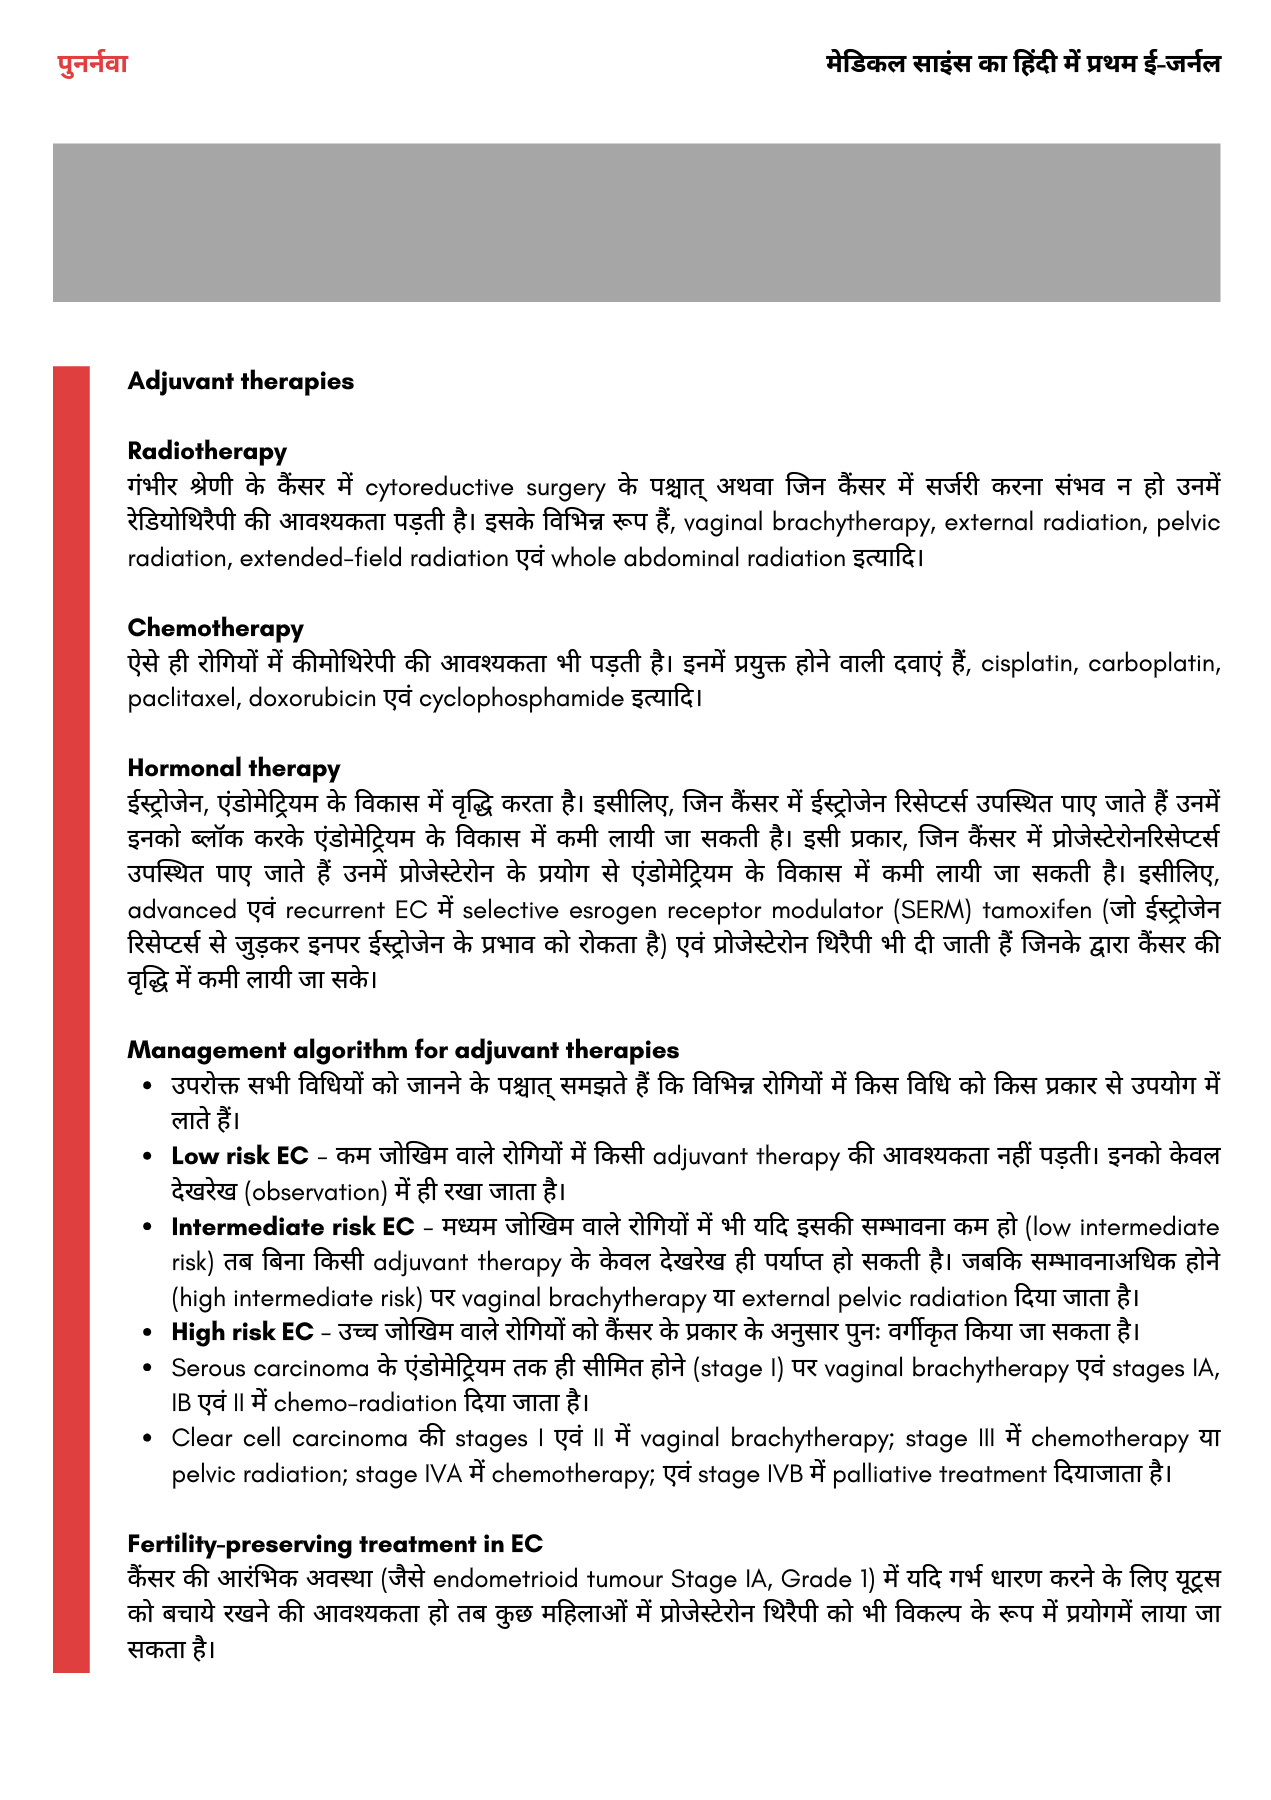 पुनर्नवा
मेडिकल साइंस का हिंदी में प्रथम ई-जर्नल
Adjuvant therapies
Radiotherapy
गंभीर श्रेणी के कैंसर में cytoreductive surgery के पश्चात् अथवा जिन कैंसर में सर्जरी करना संभव न हो उनमें
रेडियोथिरैपी की आवश्यकता पड़ती है। इसके विभिन्न रूप हैं, vaginal brachytherapy, external radiation, pelvic
radiation, extended-field radiation एवं whole abdominal radiation इत्यादि।
Chemotherapy
ऐसे ही रोगियों में कीमोथिरेपी की आवश्यकता भी पड़ती है। इनमें प्रयुक्त होने वाली दवाएं हैं, cisplatin, carboplatin,
paclitaxel, doxorubicin एवं cyclophosphamide इत्यादि।
Hormonal therapy
ईस्ट्रोजेन, एंडोमेट्रियम के विकास में वृद्धि करता है। इसीलिए, जिन कैंसर में ईस्ट्रोजेन रिसेप्टर्स उपस्थित पाए जाते हैं उनमें
इनको ब्लॉक करके एंडोमेट्रियम के विकास में कमी लायी जा सकती है। इसी प्रकार, जिन कैंसर में प्रोजेस्टेरोनरिसेप्टर्स
उपस्थित पाए जाते हैं उनमें प्रोजेस्टेरोन के प्रयोग से एंडोमेट्रियम के विकास में कमी लायी जा सकती है। इसीलिए,
advanced एवं recurrent EC में selective esrogen receptor modulator (SERM) tamoxifen (जो ईस्ट्रोजेन
रिसेप्टर्स से जुड़कर इनपर ईस्ट्रोजेन के प्रभाव को रोकता है) एवं प्रोजेस्टेरोन थिरैपी भी दी जाती हैं जिनके द्वारा कैंसर की
वृद्धि में कमी लायी जा सके।
Management algorithm for adjuvant therapies
• उपरोक्त सभी विधियों को जानने के पश्चात् समझते हैं कि विभिन्न रोगियों में किस विधि को किस प्रकार से उपयोग में
लाते हैं।
• Low risk EC - कम जोखिम वाले रोगियों में किसी adjuvant therapy की आवश्यकता नहीं पड़ती। इनको केवल
देखरेख (observation) में ही रखा जाता है।
• Intermediate risk EC - मध्यम जोखिम वाले रोगियों में भी यदि इसकी सम्भावना कम हो (low intermediate
risk) तब बिना किसी adjuvant therapy के केवल देखरेख ही पर्याप्त हो सकती है। जबकि सम्भावनाअधिक होने
(high intermediate risk) पर vaginal brachytherapy या external pelvic radiation दिया जाता है।
• High risk EC - उच्च जोखिम वाले रोगियों को कैंसर के प्रकार के अनुसार पुनः वर्गीकृत किया जा सकता है।
• Serous carcinoma के एंडोमेट्रियम तक ही सीमित होने (stage I) पर vaginal brachytherapy एवं stages IA,
IB एवं II में chemo-radiation दिया जाता है।
• Clear cell carcinoma की stages I एवं II में vaginal brachytherapy; stage III में chemotherapy या
pelvic radiation; stage IVA में chemotherapy; एवं stage IVB में palliative treatment दियाजाता है।
Fertility-preserving treatment in EC
कैंसर की आरंभिक अवस्था (जैसे endometrioid tumour Stage IA, Grade 1) में यदि गर्भ धारण करने के लिए यूट्रस
को बचाये रखने की आवश्यकता हो तब कुछ महिलाओं में प्रोजेस्टेरोन थिरैपी को भी विकल्प के रूप में प्रयोगमें लाया जा
सकता है।